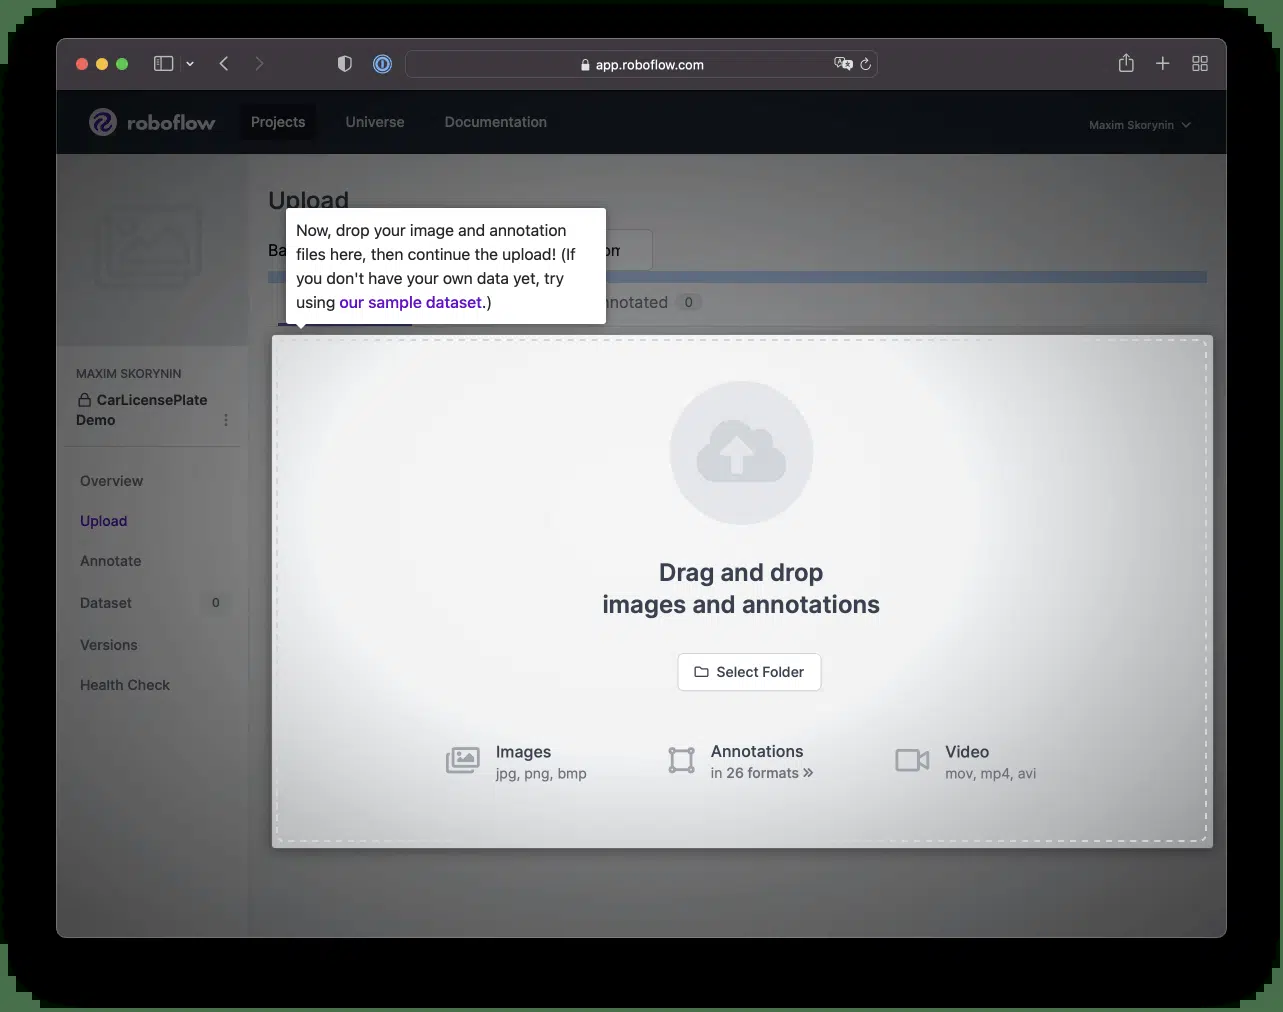 app.roboflow.com
roboflow
Projects
Universe
Documentation
Maxim Skorynin
Upload
Now, drop your image and annotation
files here, then continue the upload! (If
you don't have your own data yet, try
using our sample dataset.)
0
MAXIM SKORYNIN
CarLicensePlate
Demo
Overview
Upload
Annotate
Dataset 0
Versions
Health Check
Drag and drop
images and annotations
Select Folder
Images
jpg, png, bmp
Annotations
in 26 formats »
Video
mov, mp4, avi